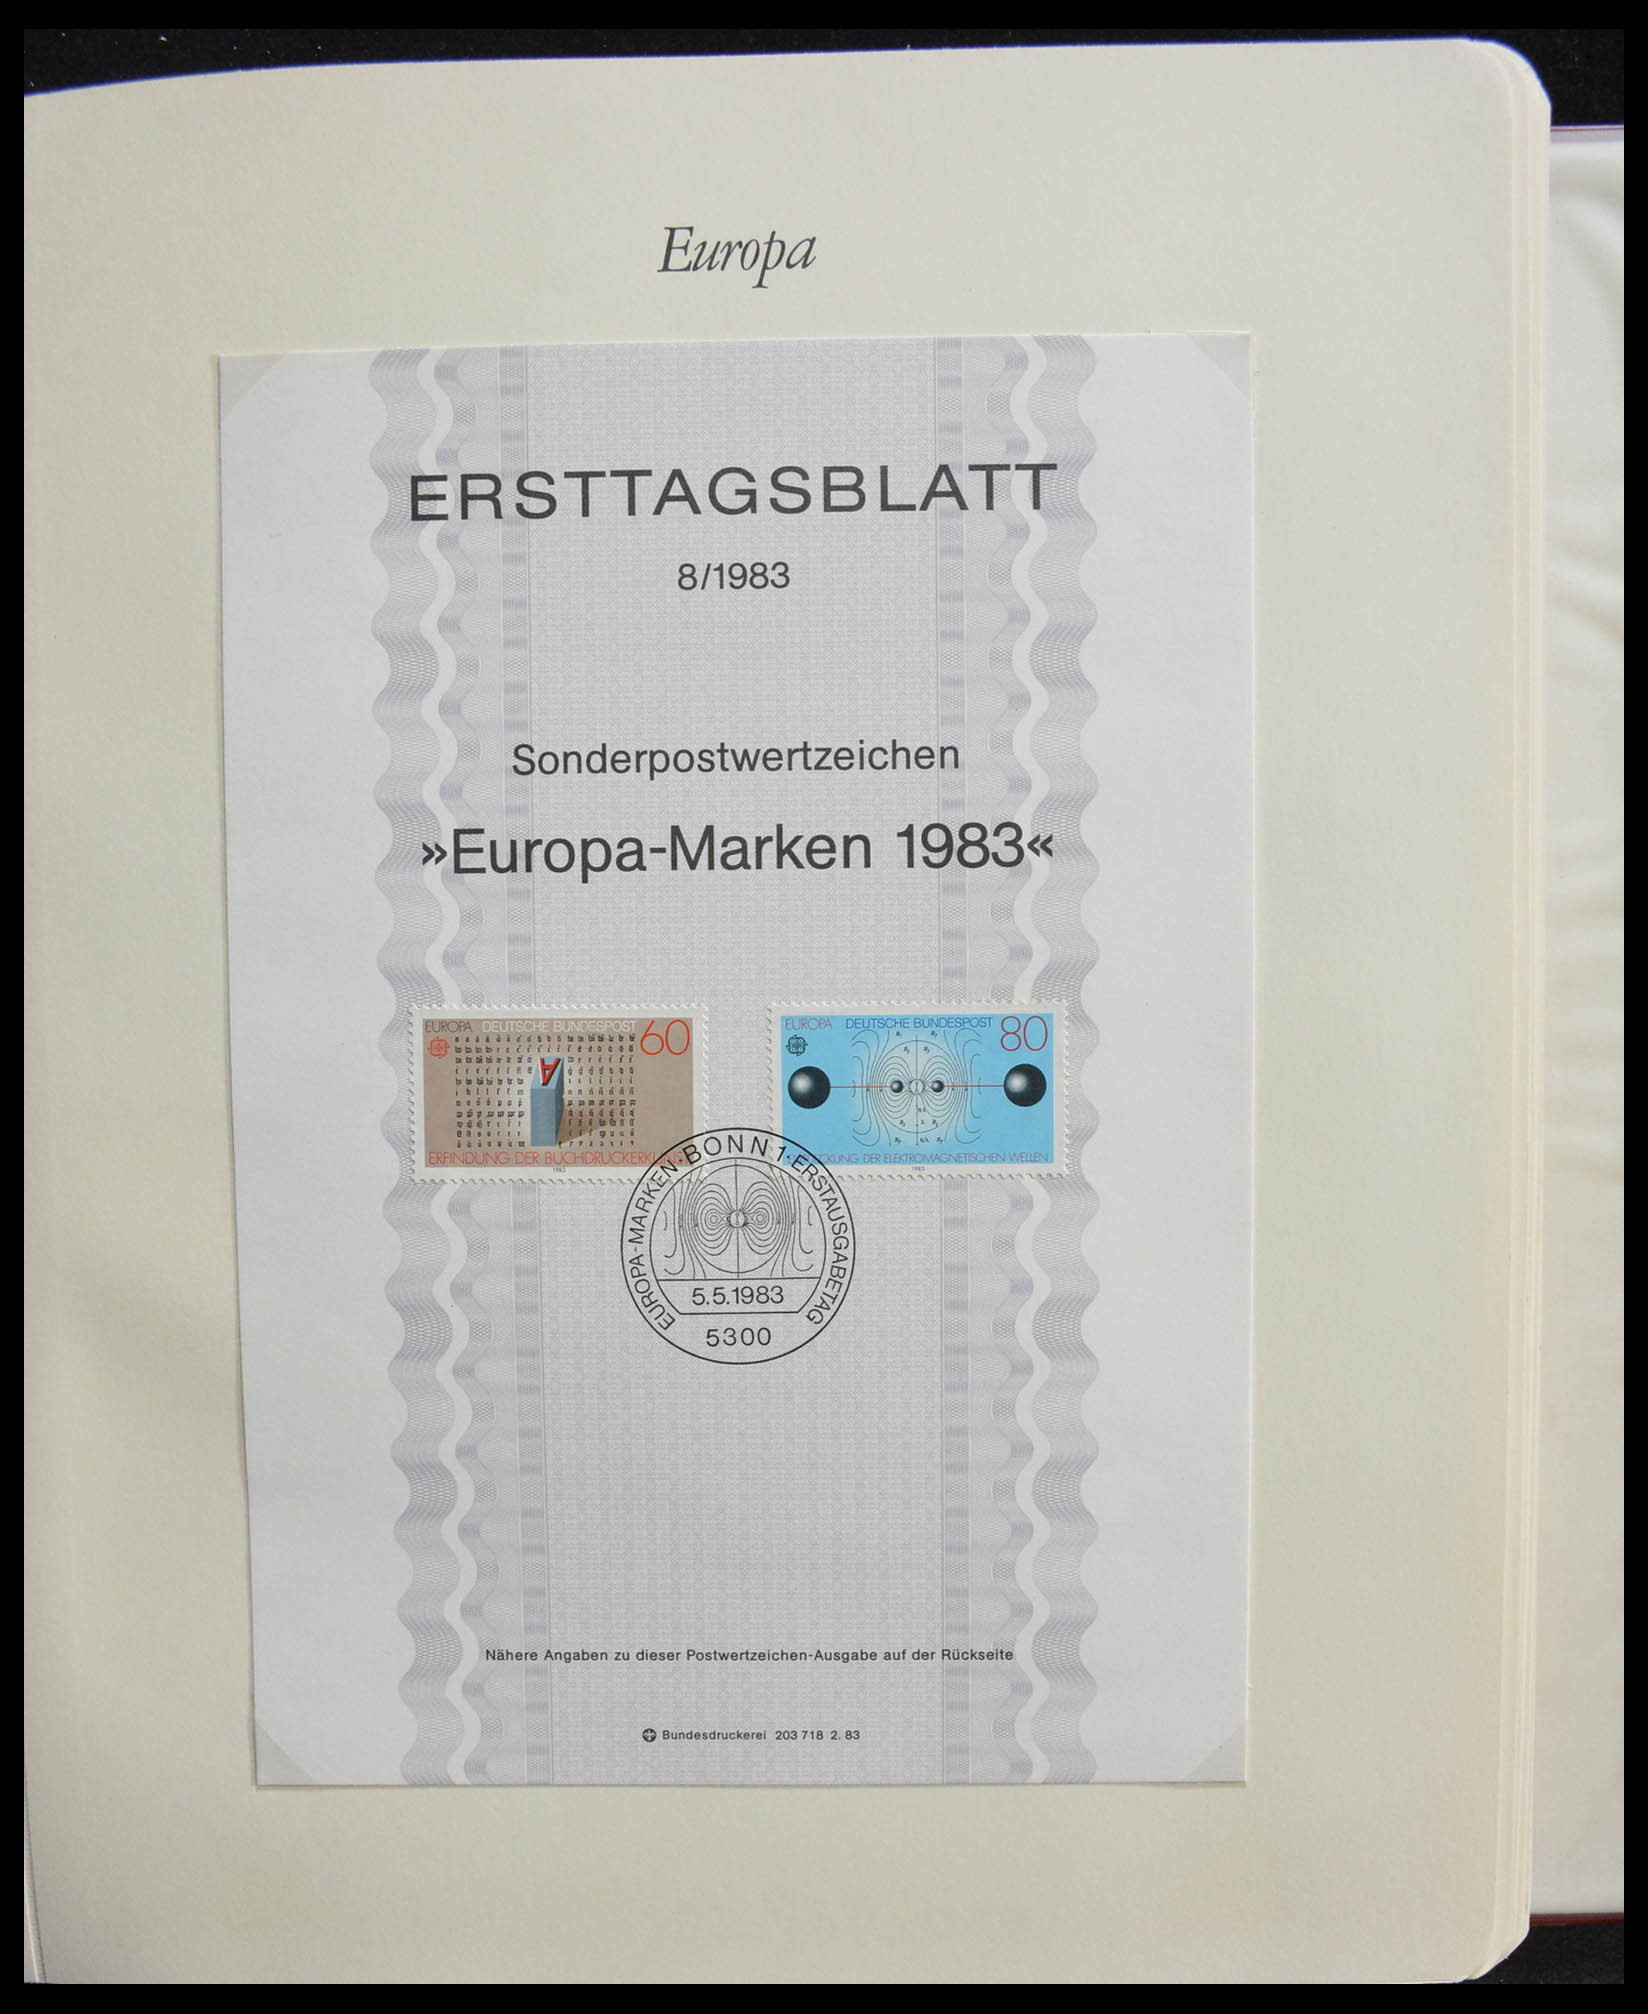 Europa
ERSTTAGSBLATT
8/1983
Sonderpostwertzeichen
»Europa-Marken 1983«
EUROPA DEUTSCHE BUNDESPOST 60
A
ERFINDUNG DER BUCHDRUCKERKUNST
1983
EUROPA DEUTSCHE BUNDESPOST 80
DER ELEKTROMAGNETISCHEN WELLEN
1983
EUROPA-MARKEN · BONN 1 · ERSTAUSGABETAG
5.5.1983
5300
Nähere Angaben zu dieser Postwertzeichen-Ausgabe auf der Rückseite
Bundesdruckerei 203 718 2. 83